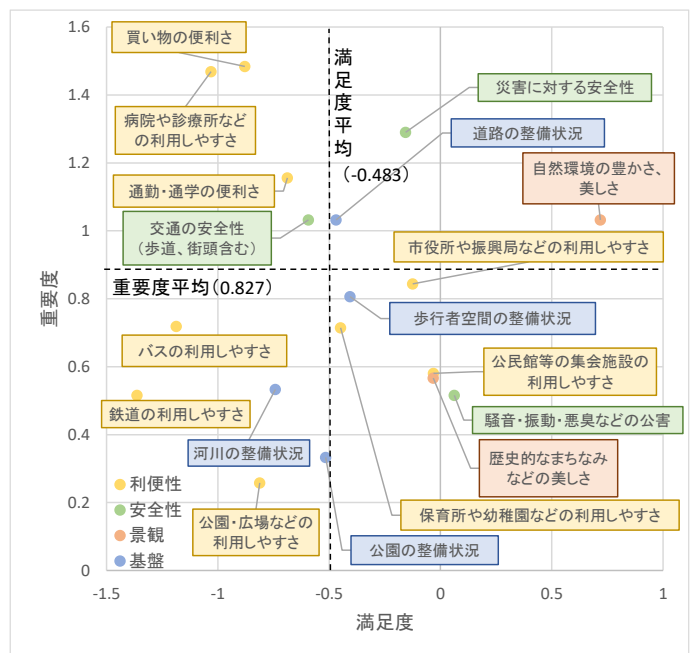 1.6
1.4
1.2
1
0.8
0.6
0.4
0.2
0
-1.5
-1
-0.5
0
0.5
1
重要度
満足度
買い物の便利さ
病院や診療所など
の利用しやすさ
通勤・通学の便利さ
交通の安全性
（歩道、街頭含む）
満足度平均
（-0.483）
災害に対する安全性
道路の整備状況
自然環境の豊かさ、
美しさ
市役所や振興局などの利用しやすさ
重要度平均（0.827）
歩行者空間の整備状況
バスの利用しやすさ
公民館等の集会施設の
利用しやすさ
鉄道の利用しやすさ
騒音・振動・悪臭などの公害
河川の整備状況
歴史的なまちなみ
などの美しさ
利便性
安全性
景観
基盤
公園・広場などの
利用しやすさ
保育所や幼稚園などの利用しやすさ
公園の整備状況